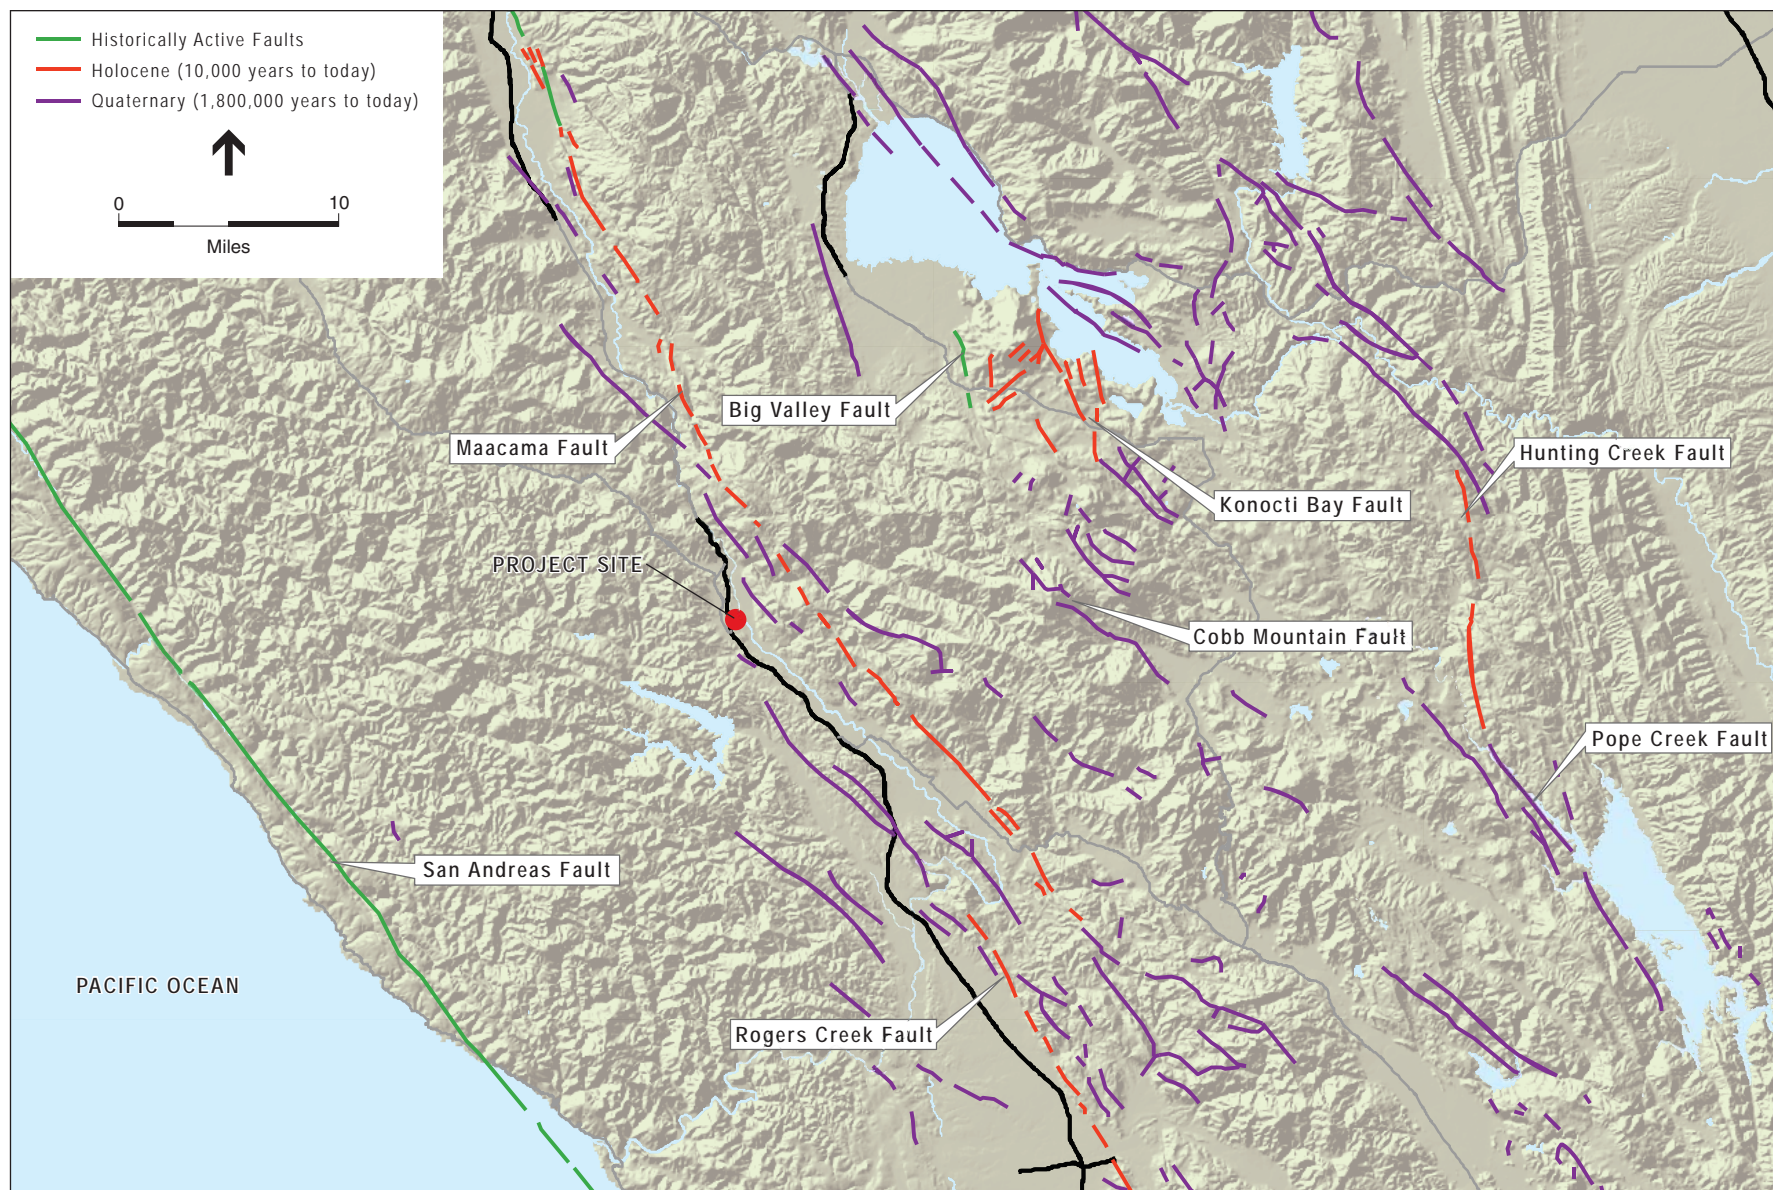 Historically Active Faults
Holocene (10,000 years to today)
Quaternary (1,800,000 years to today)
0 10
Miles
Big Valley Fault
Maacama Fault
Hunting Creek Fault
Konocti Bay Fault
PROJECT SITE
Cobb Mountain Fault
Pope Creek Fault
San Andreas Fault
PACIFIC OCEAN
Rogers Creek Fault